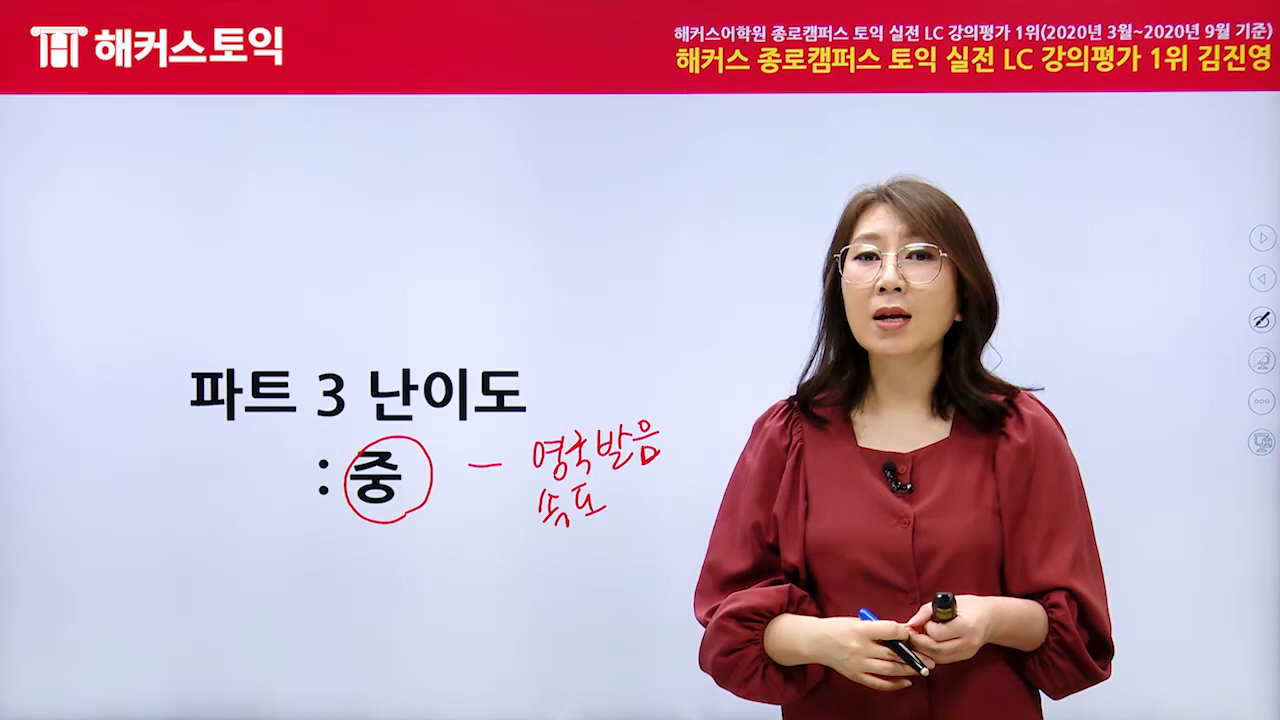 해커스토익
해커스어학원 종로캠퍼스 토익 실전 LC 강의평가 1위(2020년 3월~2020년 9월 기준)
해커스 종로캠퍼스 토익 실전 LC 강의평가 1위 김진영
파트 3 난이도
: 중 – 영국발음
속도